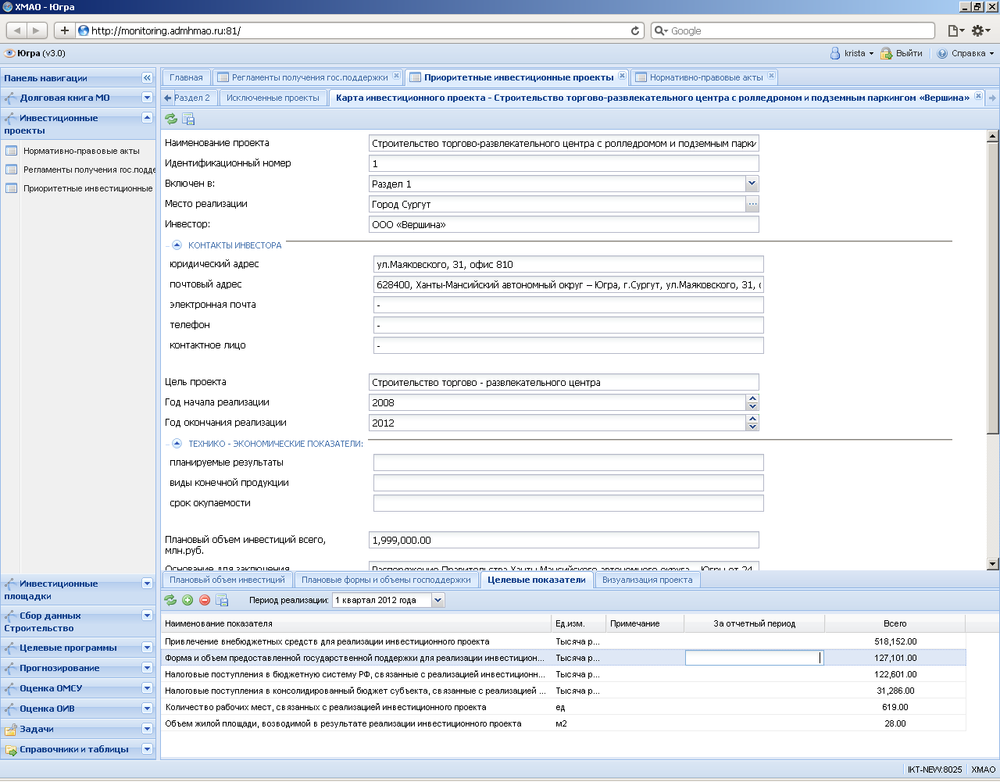 ХМАО - Югра
http://monitoring.admhmao.ru:81/
Google
Югра (v3.0)
krista
Выйти
Справка
Панель навигации
Долговая книга МО
Инвестиционные
проекты
Нормативно-правовые акты
Регламенты получения гос.подде
Приоритетные инвестиционные
Инвестиционные
площадки
Сбор данных
Строительство
Целевые программы
Прогнозирование
Оценка ОМСУ
Оценка ОИВ
Задачи
Справочники и таблицы
Главная
Регламенты получения гос.поддержки
Приоритетные инвестиционные проекты
Нормативно-правовые акты
Раздел 2
Исключенные проекты
Карта инвестиционного проекта - Строительство торгово-развлекательного центра с ролледромом и подземным паркингом «Вершина»
Наименование проекта
Строительство торгово-развлекательного центра с ролледромом и подземным парки
Идентификационный номер
1
Включен в:
Раздел 1
Место реализации
Город Сургут
Инвестор:
ООО «Вершина»
КОНТАКТЫ ИНВЕСТОРА
юридический адрес
ул.Маяковского, 31, офис 810
почтовый адрес
628400, Ханты-Мансийский автономный округ – Югра, г.Сургут, ул.Маяковского, 31, о
электронная почта
-
телефон
-
контактное лицо
-
Цель проекта
Строительство торгово - развлекательного центра
Год начала реализации
2008
Год окончания реализации
2012
ТЕХНИКО - ЭКОНОМИЧЕСКИЕ ПОКАЗАТЕЛИ:
планируемые результаты
виды конечной продукции
срок окупаемости
Плановый объем инвестиций всего,
млн.руб.
1,999,000.00
Основание для заключения
Распоряжение Правительства Ханты-Мансийского автономного округа – Югры от 24
Плановый объем инвестиций
Плановые формы и объемы господдержки
Целевые показатели
Визуализация проекта
Период реализации:
1 квартал 2012 года
Наименование показателя Ед.изм. Примечание За отчетный период Всего
Привлечение внебюджетных средств для реализации инвестиционного проекта Тысяча р... 518,152.00
Форма и объем предоставленной государственной поддержки для реализации инвестицион... Тысяча р... 127,101.00
Налоговые поступления в бюджетную систему РФ, связанные с реализацией инвестиционн... Тысяча р... 122,601.00
Налоговые поступления в консолидированный бюджет субъекта, связанные с реализацией ... Тысяча р... 31,286.00
Количество рабочих мест, связанных с реализацией инвестиционного проекта ед 619.00
Объем жилой площади, возводимой в результате реализации инвестиционного проекта м2 28.00
IKT-NEW:8025 ХМАО